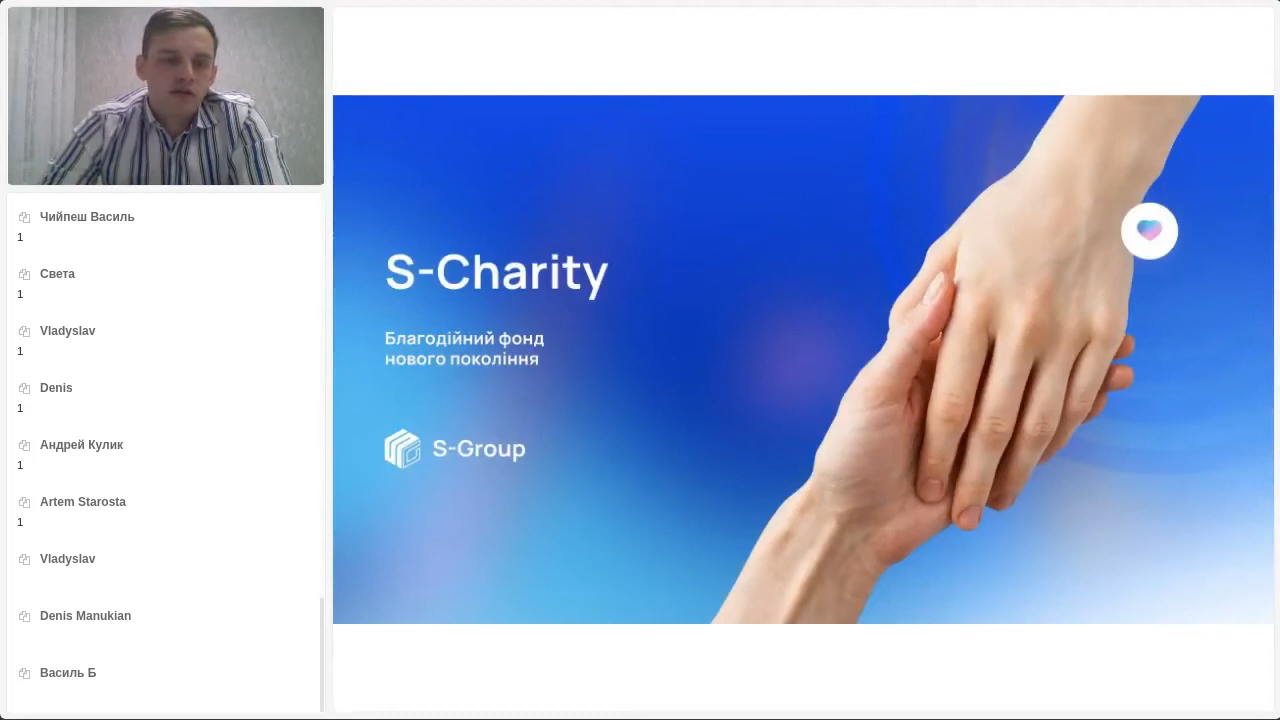 Чийпеш Василь
1
Света
1
Vladyslav
1
Denis
1
Андрей Кулик
1
Artem Starosta
1
Vladyslav
Denis Manukian
Василь Б
S-Charity
Благодійний фонд
нового покоління
S-Group